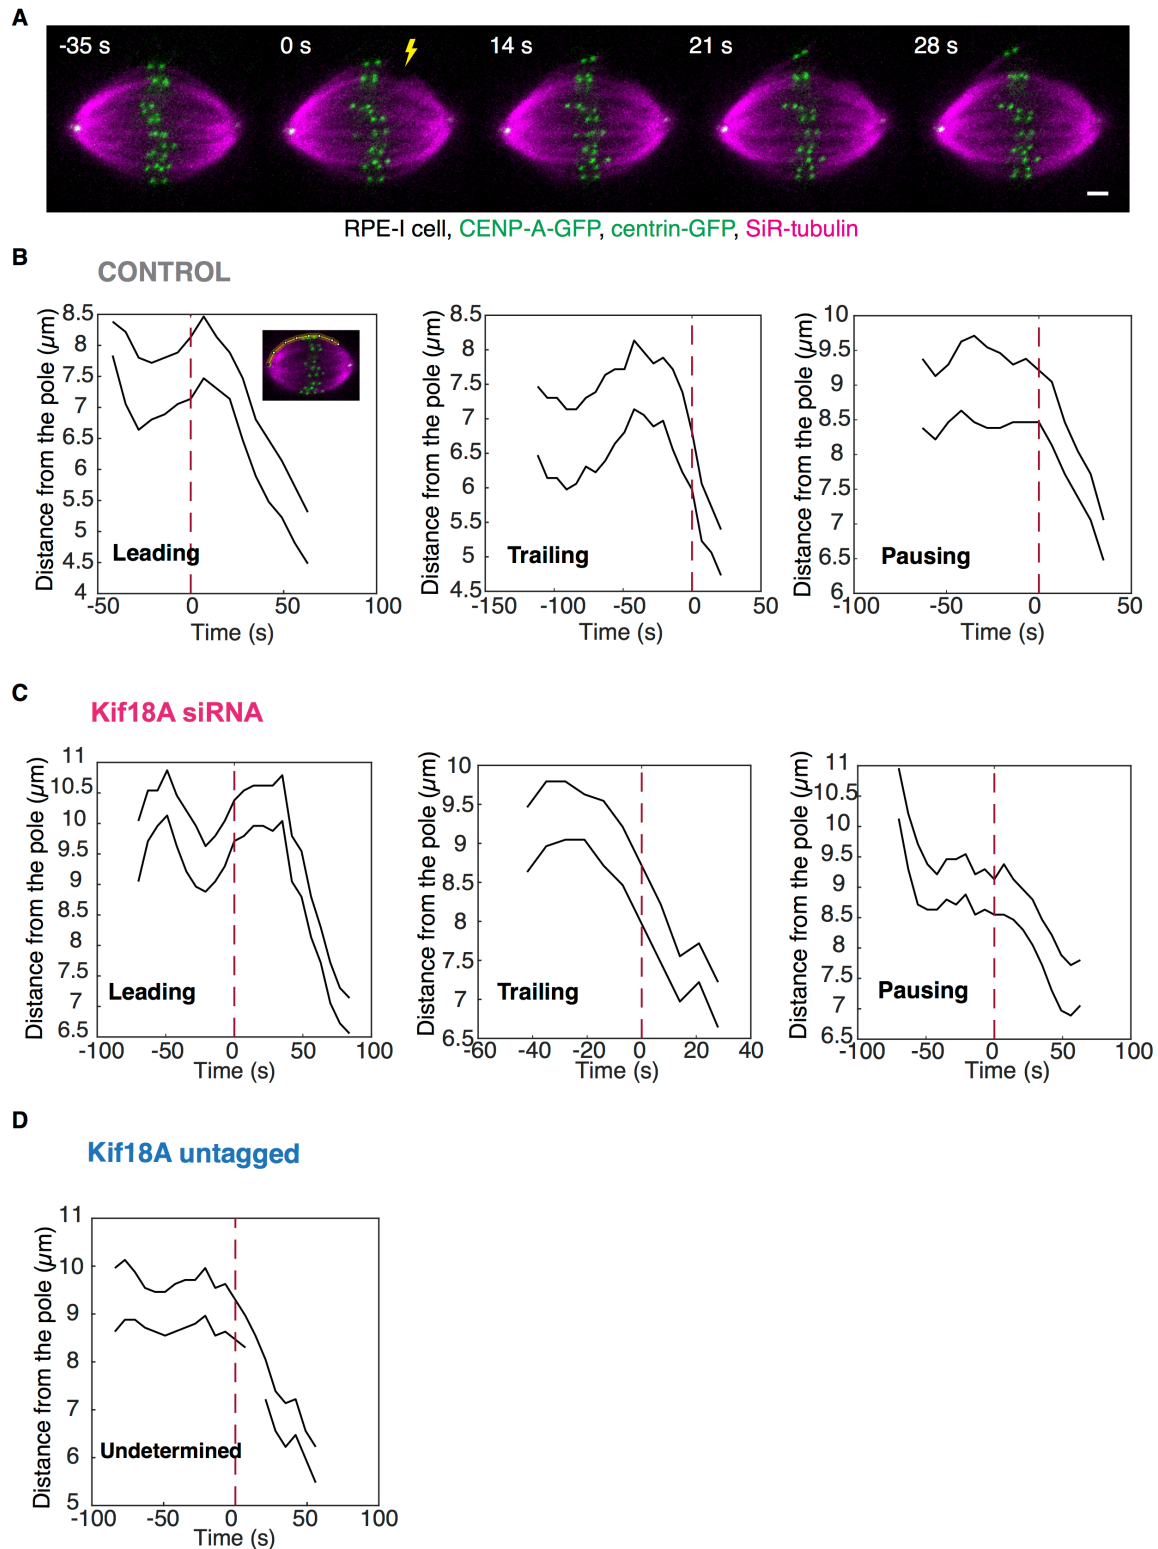 A
-35 s 0 s 14 s 21 s 28 s
RPE-I cell, CENP-A-GFP, centrin-GFP, SiR-tubulin
B
CONTROL
Distance from the pole (µm)
8.5
8
7.5
7
6.5
6
5.5
5
4.5
4
Leading
-50 0 50 100
Time (s)
Distance from the pole (µm)
8.5
8
7.5
7
6.5
6
5.5
5
4.5
Trailing
-150 -100 -50 0 50
Time (s)
Distance from the pole (µm)
10
9.5
9
8.5
8
7.5
7
6.5
6
Pausing
-100 -50 0 50
Time (s)
C
Kif18A siRNA
Distance from the pole (µm)
11
10.5
10
9.5
9
8.5
8
7.5
7
6.5
Leading
-100 -50 0 50 100
Time (s)
Distance from the pole (µm)
10
9.5
9
8.5
8
7.5
7
6.5
Trailing
-60 -40 -20 0 20 40
Time (s)
Distance from the pole (µm)
11
10.5
10
9.5
9
8.5
8
7.5
7
6.5
Pausing
-100 -50 0 50 100
Time (s)
D
Kif18A untagged
Distance from the pole (µm)
11
10
9
8
7
6
5
Undetermined
-100 -50 0 50 100
Time (s)